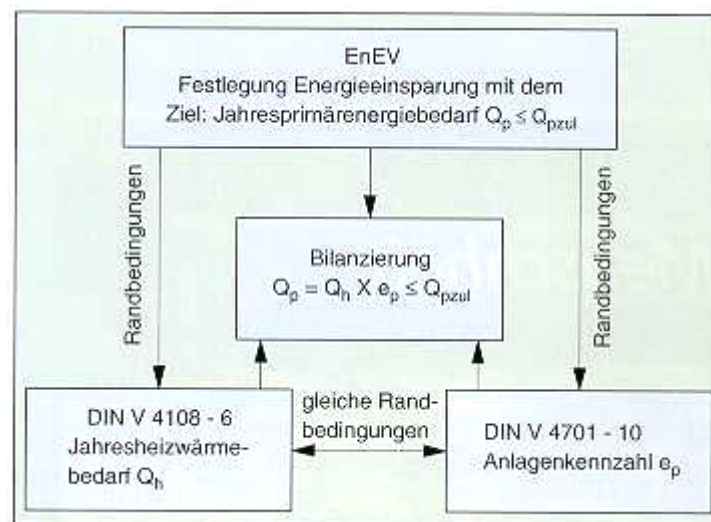 EnEV
Festlegung Energieeinsparung mit dem
Ziel: Jahresprimärenergiebedarf Qp ≤ Qpzul
Randbedingungen
Randbedingungen
Bilanzierung
Qp = Qh X ep ≤ Qpzul
DIN V 4108 - 6
Jahresheizwärme-
bedarf Qh
gleiche Rand-
bedingungen
DIN V 4701 - 10
Anlagenkennzahl ep